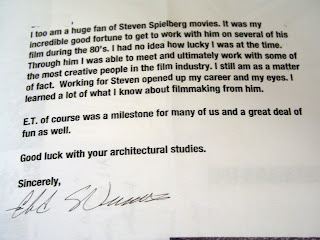 I too am a huge fan of Steven Spielberg movies. It was my
incredible good fortune to get to work with him on several of his
film during the 80's. I had no idea how lucky I was at the time.
Through him I was able to meet and ultimately work with some of
the most creative people in the film industry. I still am as a matter
of fact. Working for Steven opened up my career and my eyes. I
learned a lot of what I know about filmmaking from him.
E.T. of course was a milestone for many of us and a great deal of
fun as well.
Good luck with your architectural studies.
Sincerely,